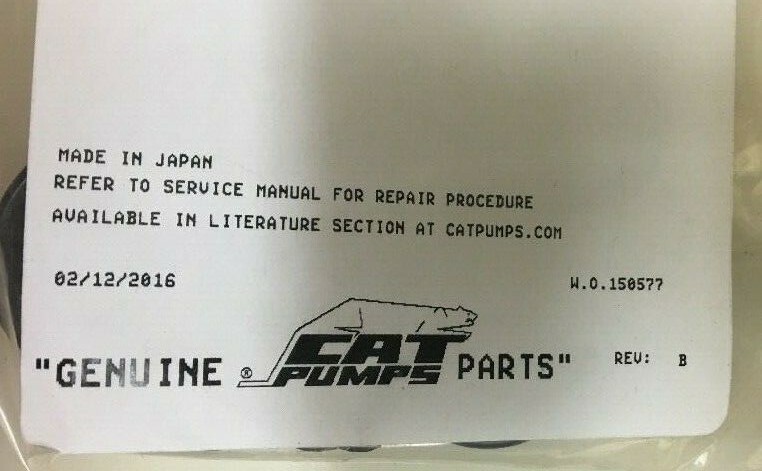 MADE IN JAPAN
REFER TO SERVICE MANUAL FOR REPAIR PROCEDURE
AVAILABLE IN LITERATURE SECTION AT CATPUMPS.COM
02/12/2016 W.O.150577
"GENUINE ® CAT PUMPS PARTS" REV: B